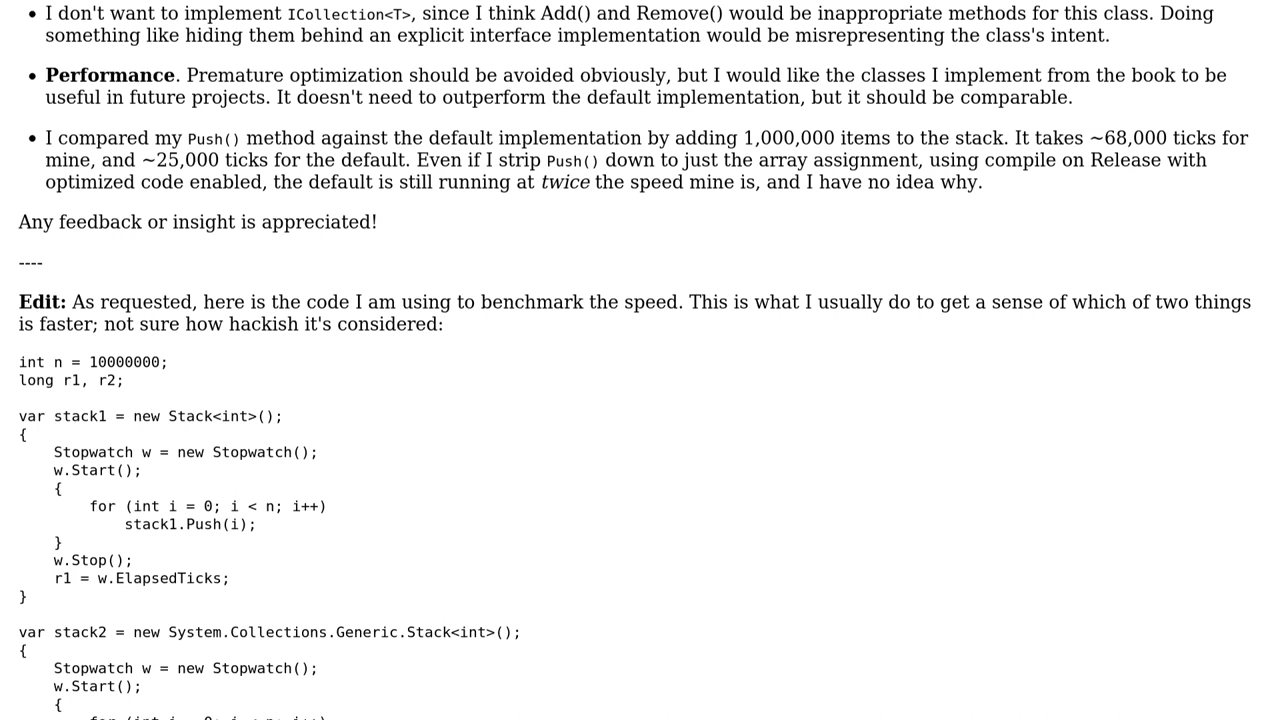 • I don't want to implement ICollection<T>, since I think Add() and Remove() would be inappropriate methods for this class. Doing
something like hiding them behind an explicit interface implementation would be misrepresenting the class's intent.
• Performance. Premature optimization should be avoided obviously, but I would like the classes I implement from the book to be
useful in future projects. It doesn't need to outperform the default implementation, but it should be comparable.
• I compared my Push() method against the default implementation by adding 1,000,000 items to the stack. It takes ~68,000 ticks for
mine, and ~25,000 ticks for the default. Even if I strip Push() down to just the array assignment, using compile on Release with
optimized code enabled, the default is still running at twice the speed mine is, and I have no idea why.
Any feedback or insight is appreciated!
----
Edit: As requested, here is the code I am using to benchmark the speed. This is what I usually do to get a sense of which of two things
is faster; not sure how hackish it's considered:
int n = 10000000;
long r1, r2;
var stack1 = new Stack<int>();
{
    Stopwatch w = new Stopwatch();
    w.Start();
    {
        for (int i = 0; i < n; i++)
            stack1.Push(i);
    }
    w.Stop();
    r1 = w.ElapsedTicks;
}
var stack2 = new System.Collections.Generic.Stack<int>();
{
    Stopwatch w = new Stopwatch();
    w.Start();
    {